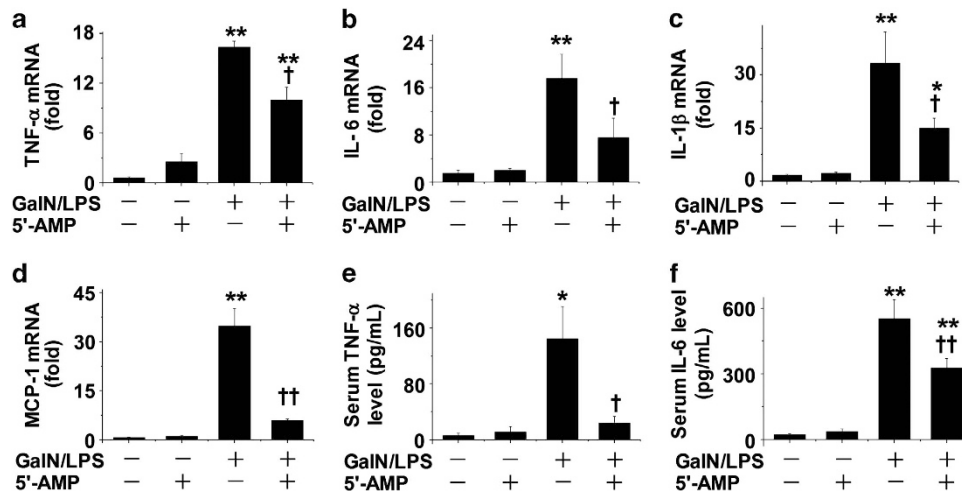 a
TNF-α mRNA
(fold)
18
12
6
0
**
**
†
GalN/LPS − − + +
5'-AMP − + − +
b
IL- 6 mRNA
(fold)
24
16
8
0
**
†
GalN/LPS − − + +
5'-AMP − + − +
c
IL-1β mRNA
(fold)
30
15
0
**
*
†
GalN/LPS − − + +
5'-AMP − + − +
d
MCP-1 mRNA
(fold)
45
30
15
0
**
††
GalN/LPS − − + +
5'-AMP − + − +
e
Serum TNF-α
level (pg/mL)
160
80
0
*
†
GalN/LPS − − + +
5'-AMP − + − +
f
Serum IL-6 level
(pg/mL)
600
300
0
**
**
††
GalN/LPS − − + +
5'-AMP − + − +